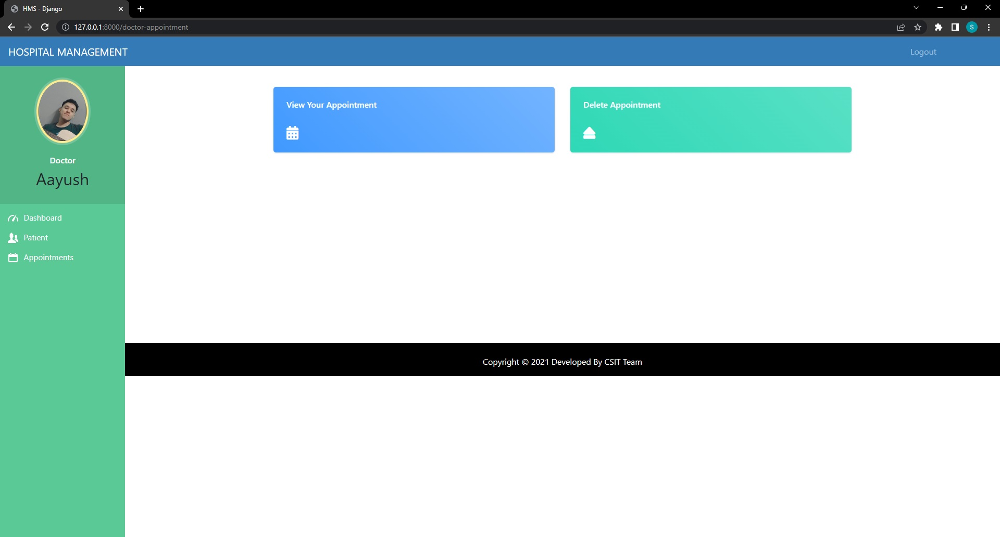 HMS - Django
127.0.0.1:8000/doctor-appointment
S
HOSPITAL MANAGEMENT
Logout
Doctor
Aayush
Dashboard
Patient
Appointments
View Your Appointment
Delete Appointment
Copyright © 2021 Developed By CSIT Team